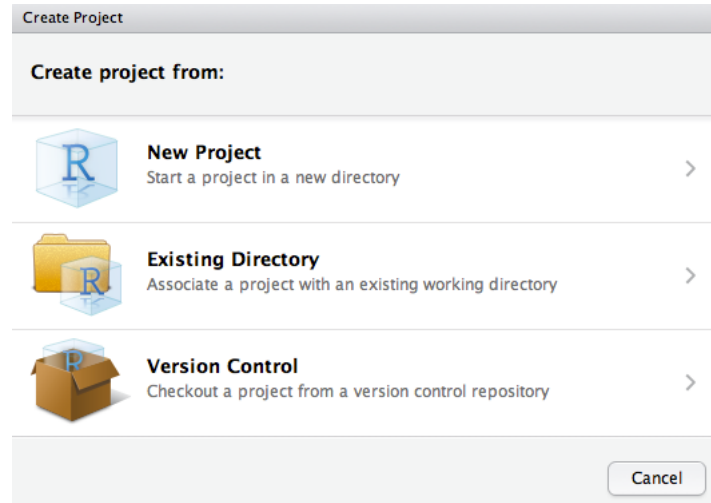 Create Project
Create project from:
R
New Project
Start a project in a new directory
R
Existing Directory
Associate a project with an existing working directory
R
Version Control
Checkout a project from a version control repository
Cancel